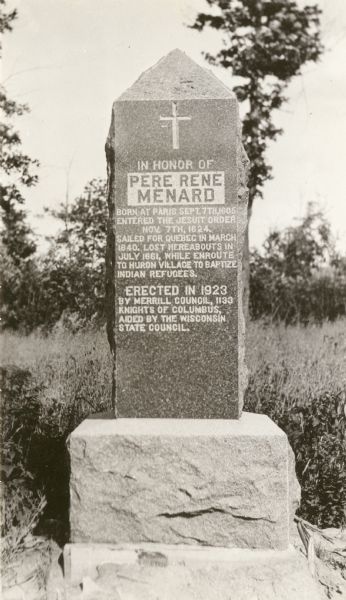 IN HONOR OF
PERE RENE
MENARD
BORN AT PARIS SEPT. 7TH, 1605
ENTERED THE JESUIT ORDER
NOV. 7TH, 1624.
SAILED FOR QUEBEC IN MARCH
1640. LOST HEREABOUTS IN
JULY 1661, WHILE ENROUTE
TO HURON VILLAGE TO BAPTIZE
INDIAN REFUGEES.
ERECTED IN 1923
BY MERRILL COUNCIL, 1133
KNIGHTS OF COLUMBUS,
AIDED BY THE WISCONSIN
STATE COUNCIL.